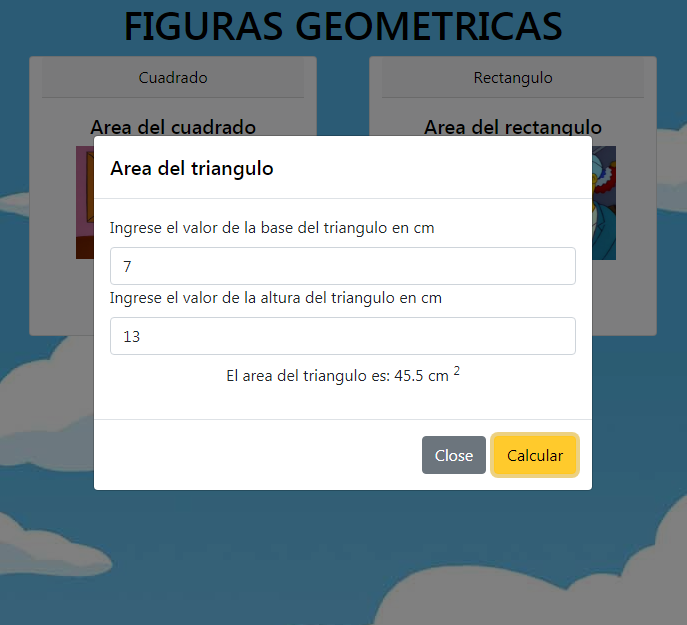 FIGURAS GEOMETRICAS
Cuadrado
Rectangulo
Area del cuadrado
Area del rectangulo
Area del triangulo
Ingrese el valor de la base del triangulo en cm
7
Ingrese el valor de la altura del triangulo en cm
13
El area del triangulo es: 45.5 cm ²
Close
Calcular